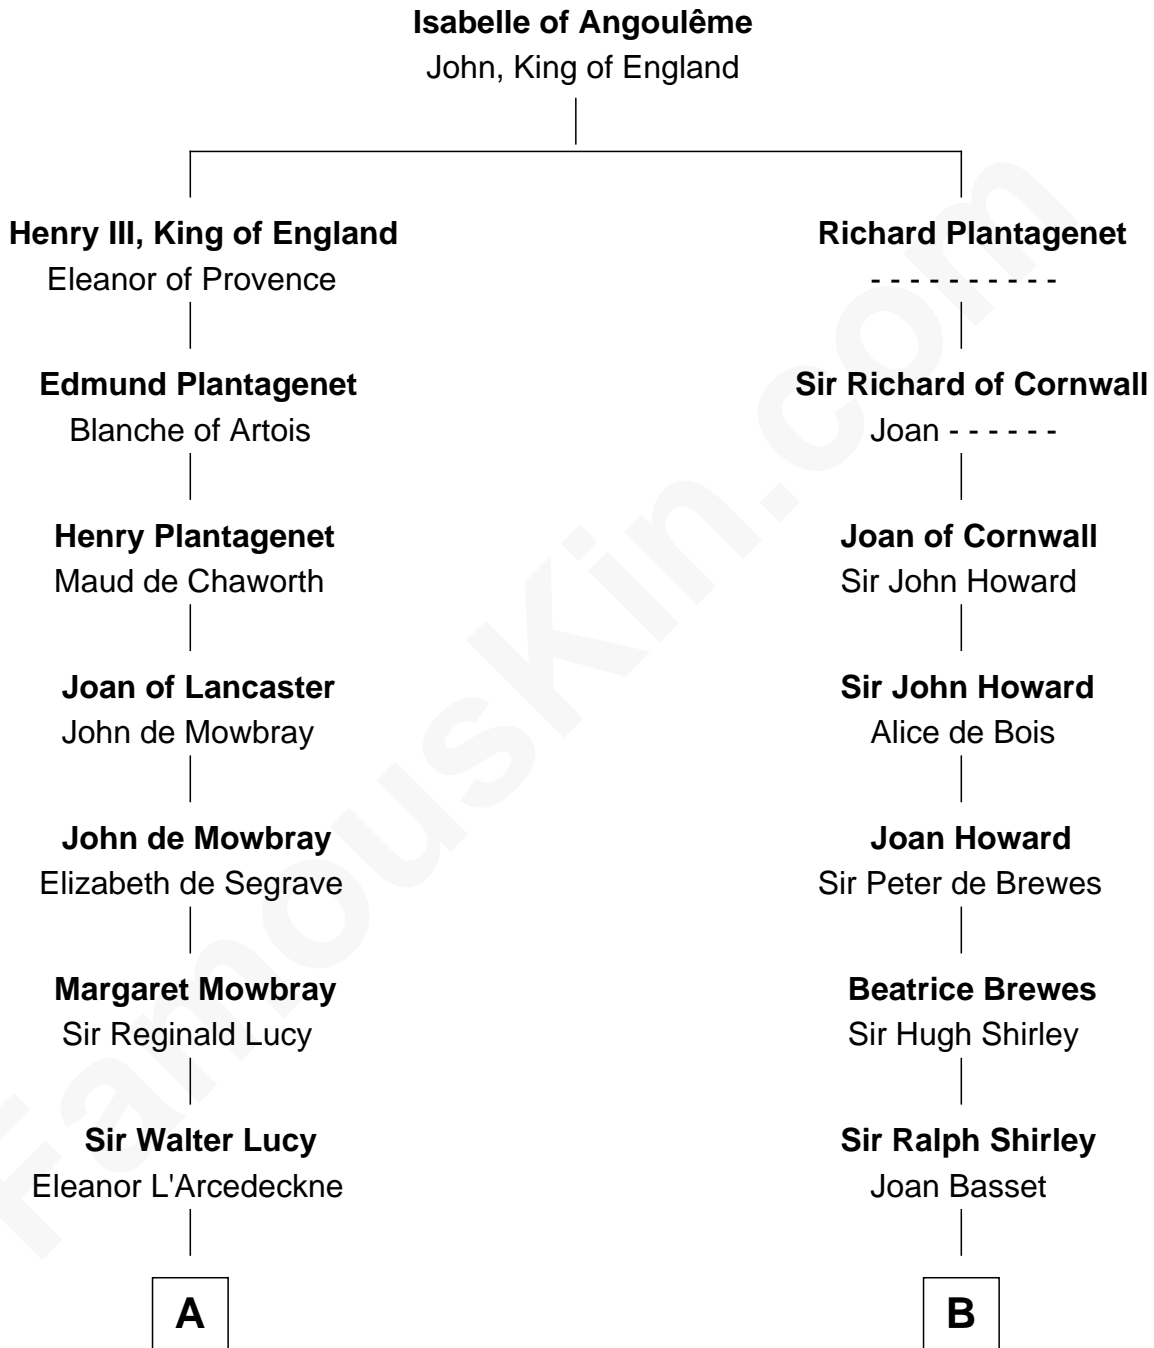 Isabelle of Angoulême
John, King of England
Henry III, King of England
Eleanor of Provence
Edmund Plantagenet
Blanche of Artois
Henry Plantagenet
Maud de Chaworth
Joan of Lancaster
John de Mowbray
John de Mowbray
Elizabeth de Segrave
Margaret Mowbray
Sir Reginald Lucy
Sir Walter Lucy
Eleanor L'Arcedeckne
A
Richard Plantagenet
- - - - - - - - - -
Sir Richard of Cornwall
Joan - - - - - -
Joan of Cornwall
Sir John Howard
Sir John Howard
Alice de Bois
Joan Howard
Sir Peter de Brewes
Beatrice Brewes
Sir Hugh Shirley
Sir Ralph Shirley
Joan Basset
B
FamousKin.com